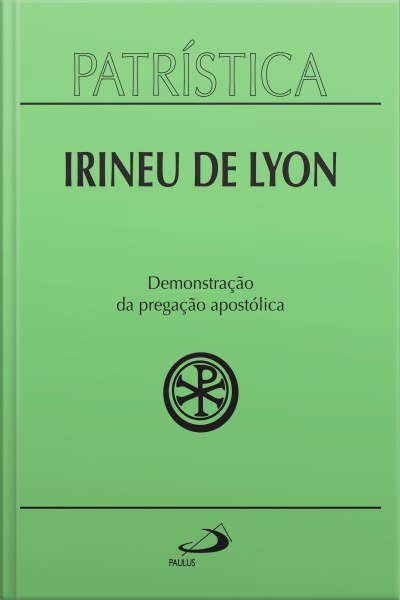 PATRÍSTICA
IRINEU DE LYON
Demonstração
da pregação apostólica
PAULUS